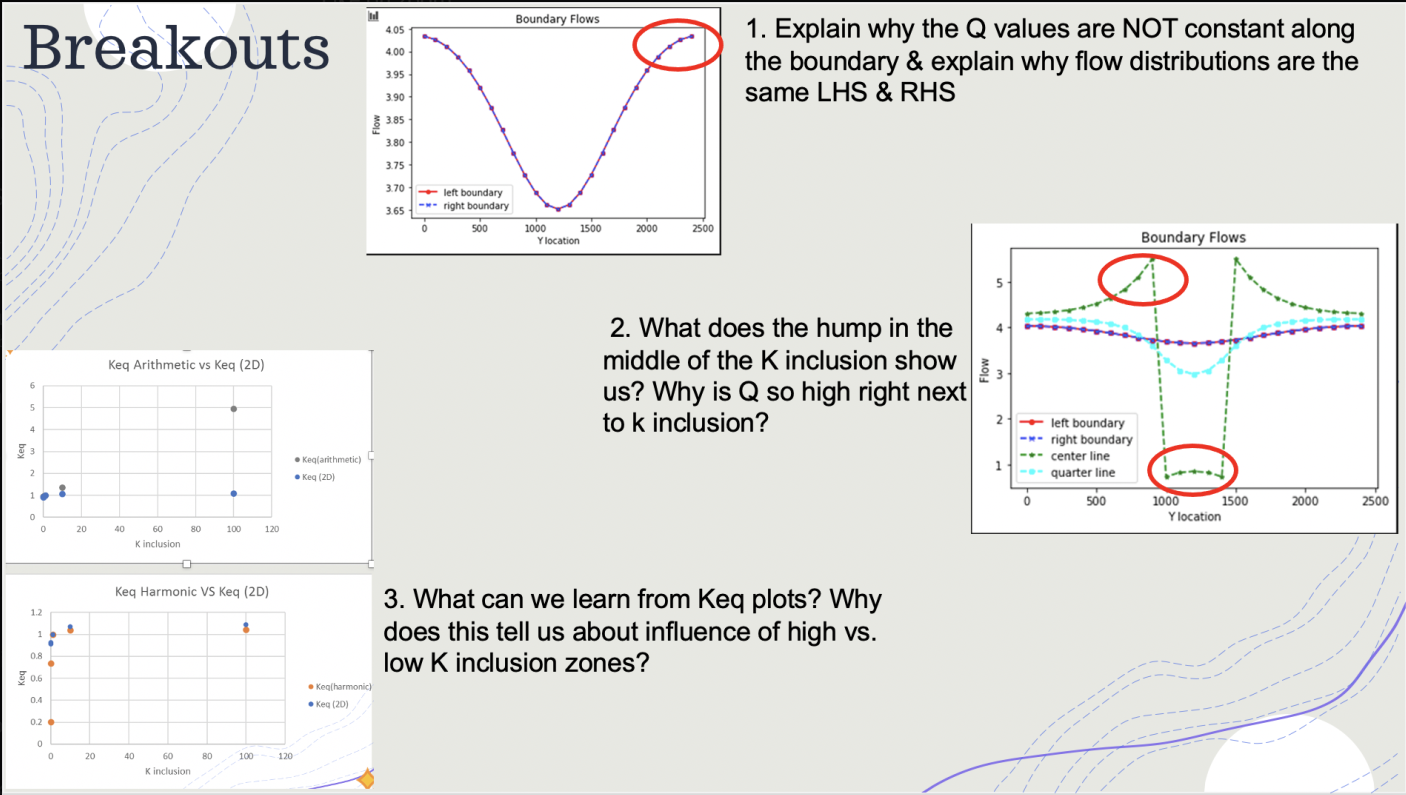 Breakouts
Boundary Flows
4.05
4.00
3.95
3.90
3.85
3.80
3.75
3.70
3.65
Flow
left boundary
right boundary
0 500 1000 1500 2000 2500
Y location
1. Explain why the Q values are NOT constant along
the boundary & explain why flow distributions are the
same LHS & RHS
2. What does the hump in the
middle of the K inclusion show
us? Why is Q so high right next
to k inclusion?
Boundary Flows
5
4
3
2
1
Flow
left boundary
right boundary
center line
quarter line
0 500 1000 1500 2000 2500
Y location
Keq Arithmetic vs Keq (2D)
6
5
4
3
2
1
0
Keq
0 20 40 60 80 100 120
K inclusion
Keq(arithmetic)
Keq (2D)
Keq Harmonic VS Keq (2D)
1.2
1
0.8
0.6
0.4
0.2
0
Keq
0 20 40 60 80 100 120
K inclusion
Keq(harmonic)
Keq (2D)
3. What can we learn from Keq plots? Why
does this tell us about influence of high vs.
low K inclusion zones?